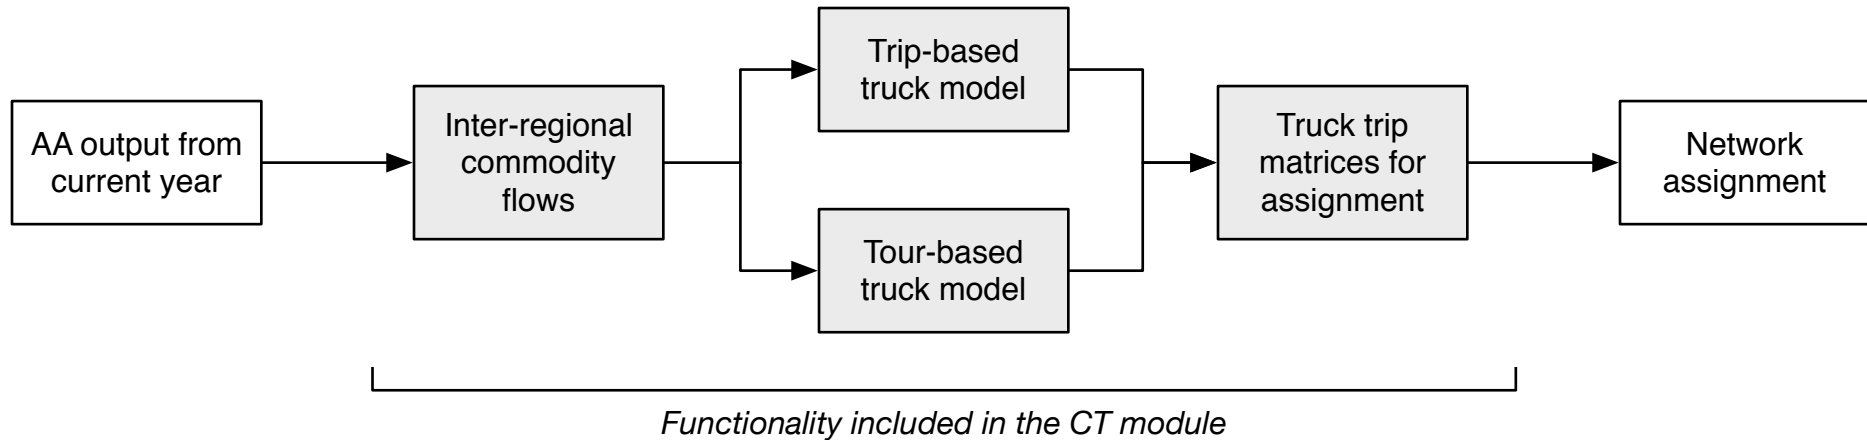 AA output from
current year
Inter-regional
commodity
flows
Trip-based
truck model
Tour-based
truck model
Truck trip
matrices for
assignment
Network
assignment
Functionality included in the CT module